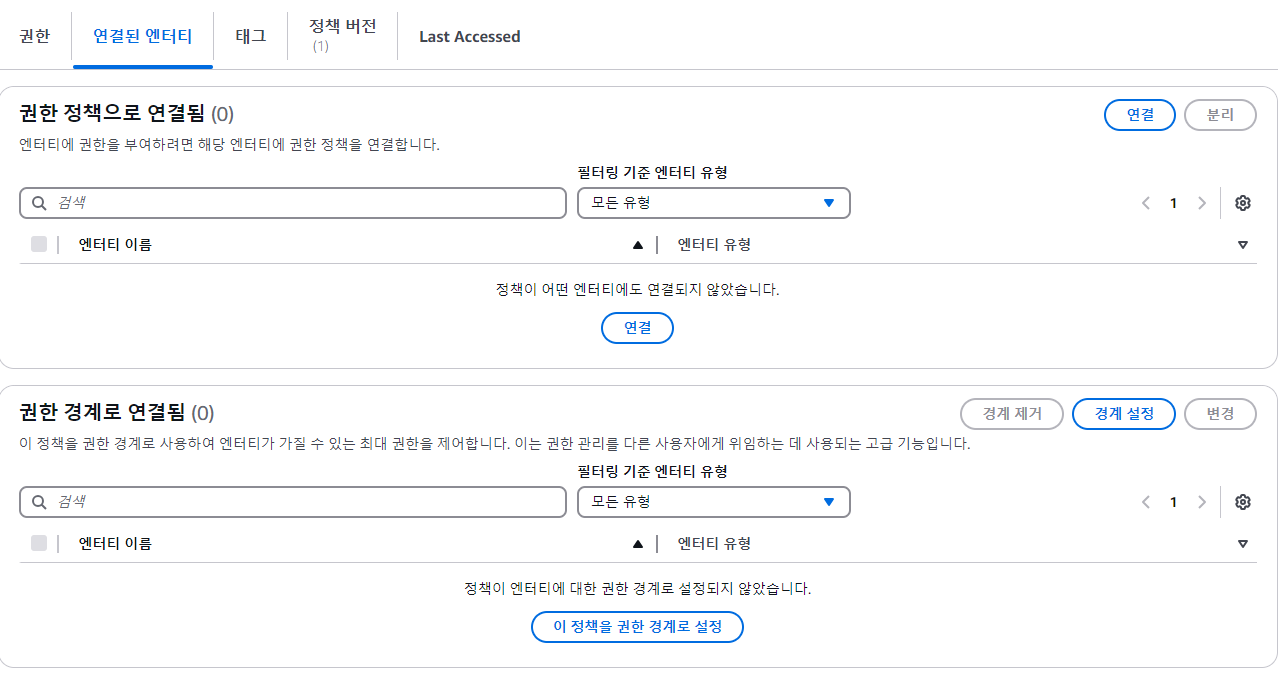 권한
연결된 엔터티
태그
정책 버전
(1)
Last Accessed
권한 정책으로 연결됨 (0)
연결
분리
엔터티에 권한을 부여하려면 해당 엔터티에 권한 정책을 연결합니다.
필터링 기준 엔터티 유형
검색
모든 유형
1
엔터티 이름
엔터티 유형
정책이 어떤 엔터티에도 연결되지 않았습니다.
연결
권한 경계로 연결됨 (0)
경계 제거
경계 설정
변경
이 정책을 권한 경계로 사용하여 엔터티가 가질 수 있는 최대 권한을 제어합니다. 이는 권한 관리를 다른 사용자에게 위임하는 데 사용되는 고급 기능입니다.
필터링 기준 엔터티 유형
검색
모든 유형
1
엔터티 이름
엔터티 유형
정책이 엔터티에 대한 권한 경계로 설정되지 않았습니다.
이 정책을 권한 경계로 설정